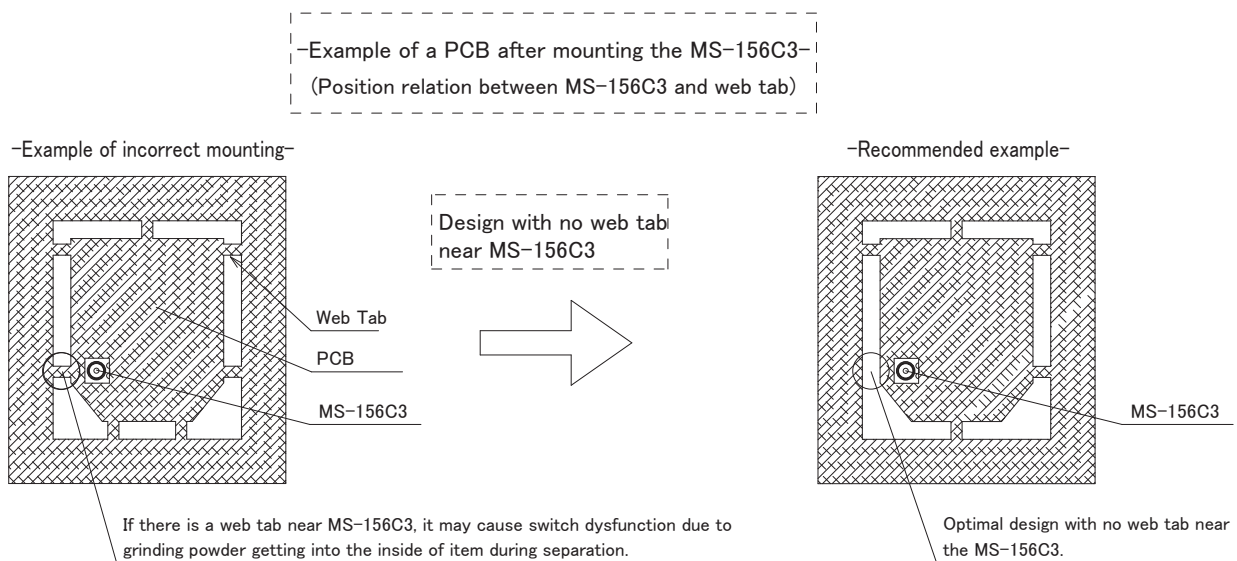 -Example of a PCB after mounting the MS-156C3-
(Position relation between MS-156C3 and web tab)
-Example of incorrect mounting-
-Recommended example-
Design with no web tab
near MS-156C3
Web Tab
PCB
MS-156C3
MS-156C3
If there is a web tab near MS-156C3, it may cause switch dysfunction due to
grinding powder getting into the inside of item during separation.
Optimal design with no web tab near
the MS-156C3.